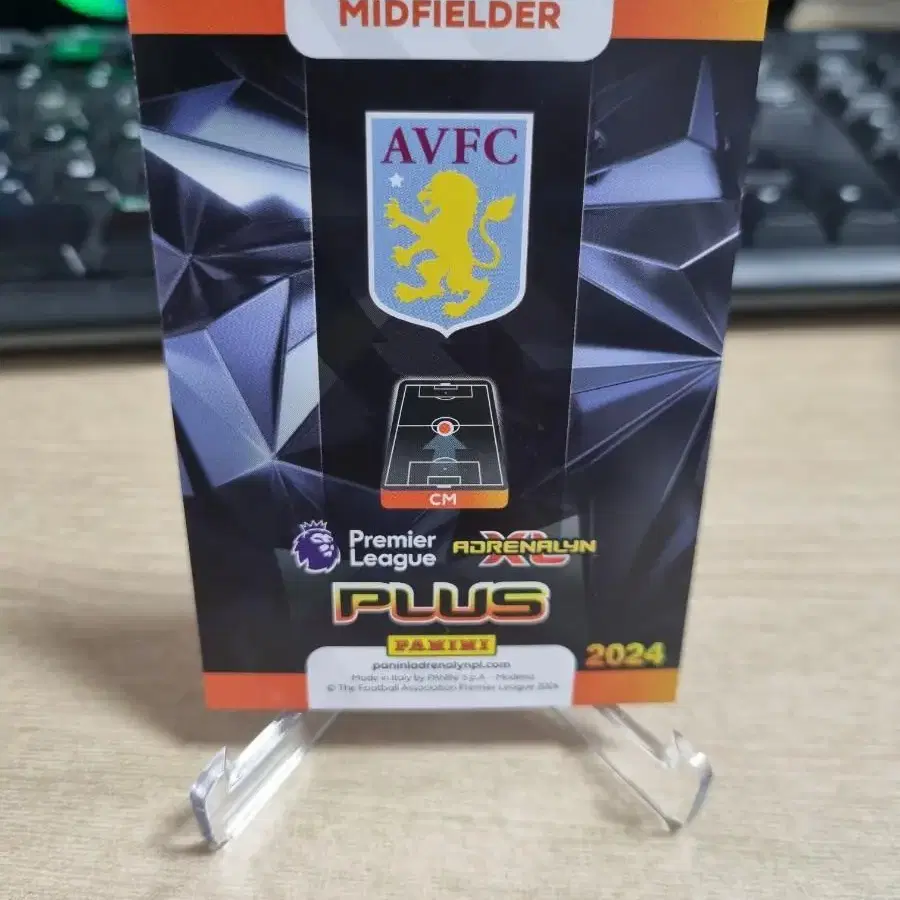 MIDFIELDER
AVFC
CM
Premier
League
ADRENALYN
XL
PLUS
PANINI
2024
paniniadrenalynpl.com
Made in Italy by PANINI S.p.A - Modena
© The Football Association Premier League 2024